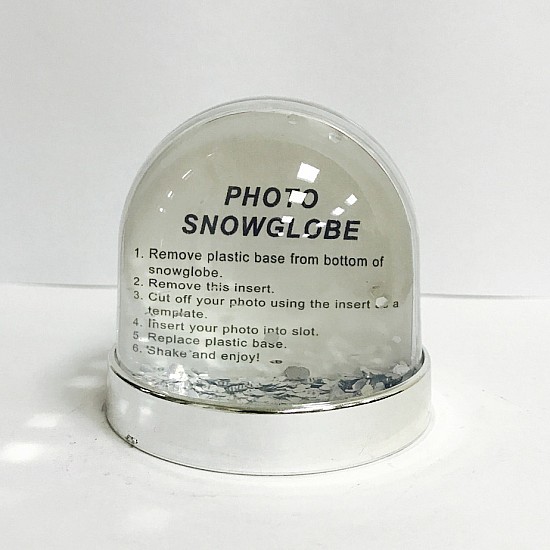 PHOTO
SNOWGLOBE
1. Remove plastic base from bottom of
snowglobe.
2. Remove this insert.
3. Cut off your photo using the insert as a
template.
4. Insert your photo into slot.
5. Replace plastic base.
6. Shake and enjoy!